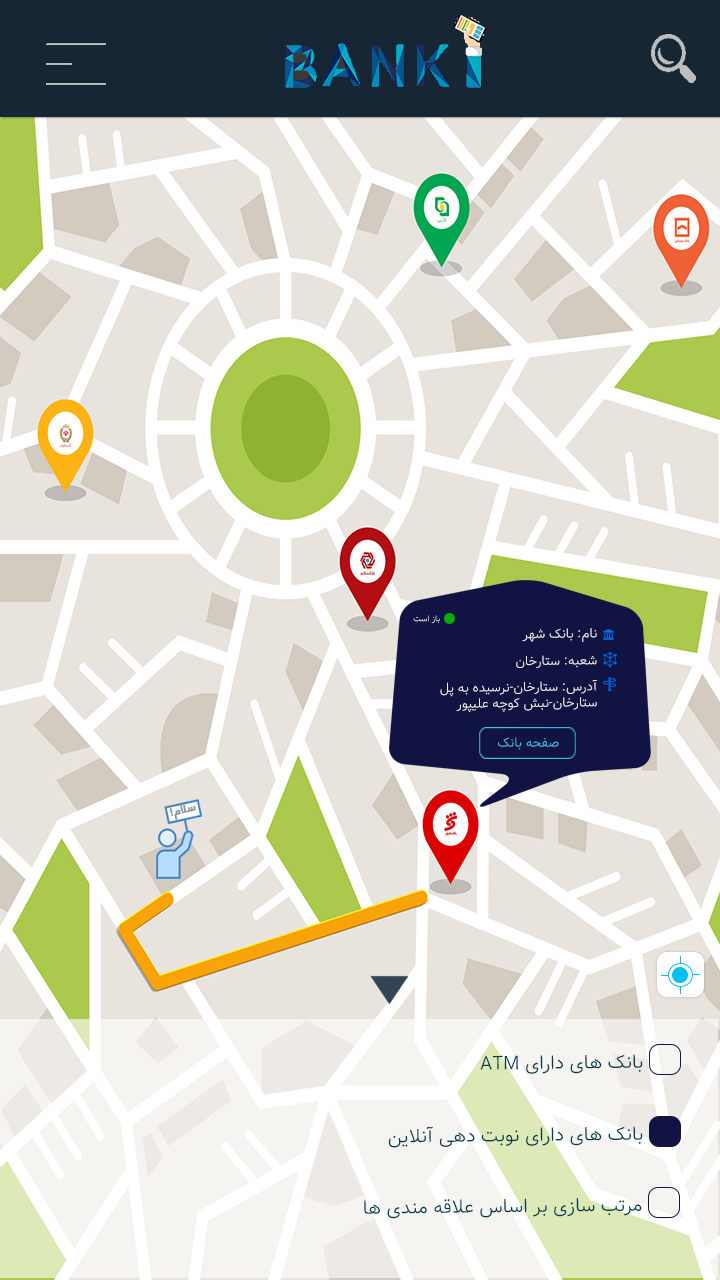 BANKI
باز است
نام: بانک شهر
شعبه: ستارخان
آدرس: ستارخان-نرسیده به پل
ستارخان-نبش کوچه علیپور
صفحه بانک
سلام!
بانک های دارای ATM
بانک های دارای نوبت دهی آنلاین
مرتب سازی بر اساس علاقه مندی ها